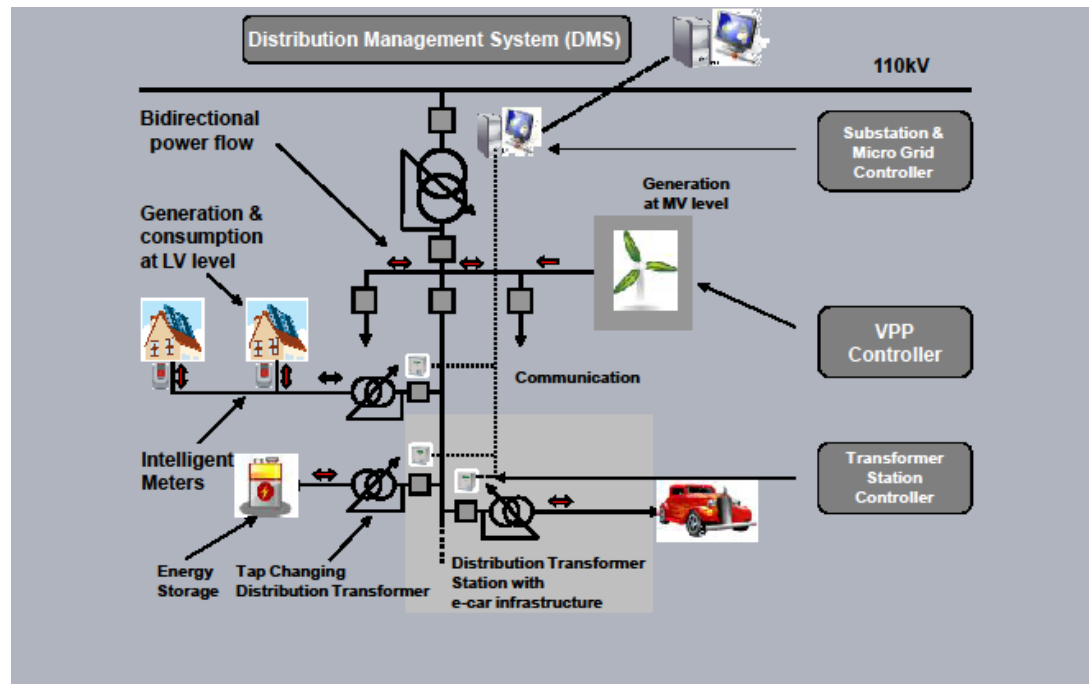 Distribution Management System (DMS)
110kV
Bidirectional
power flow
Substation &
Micro Grid
Controller
Generation
at MV level
Generation &
consumption
at LV level
VPP
Controller
Communication
Intelligent
Meters
Transformer
Station
Controller
Energy
Storage
Tap Changing
Distribution Transformer
Distribution Transformer
Station with
e-car infrastructure